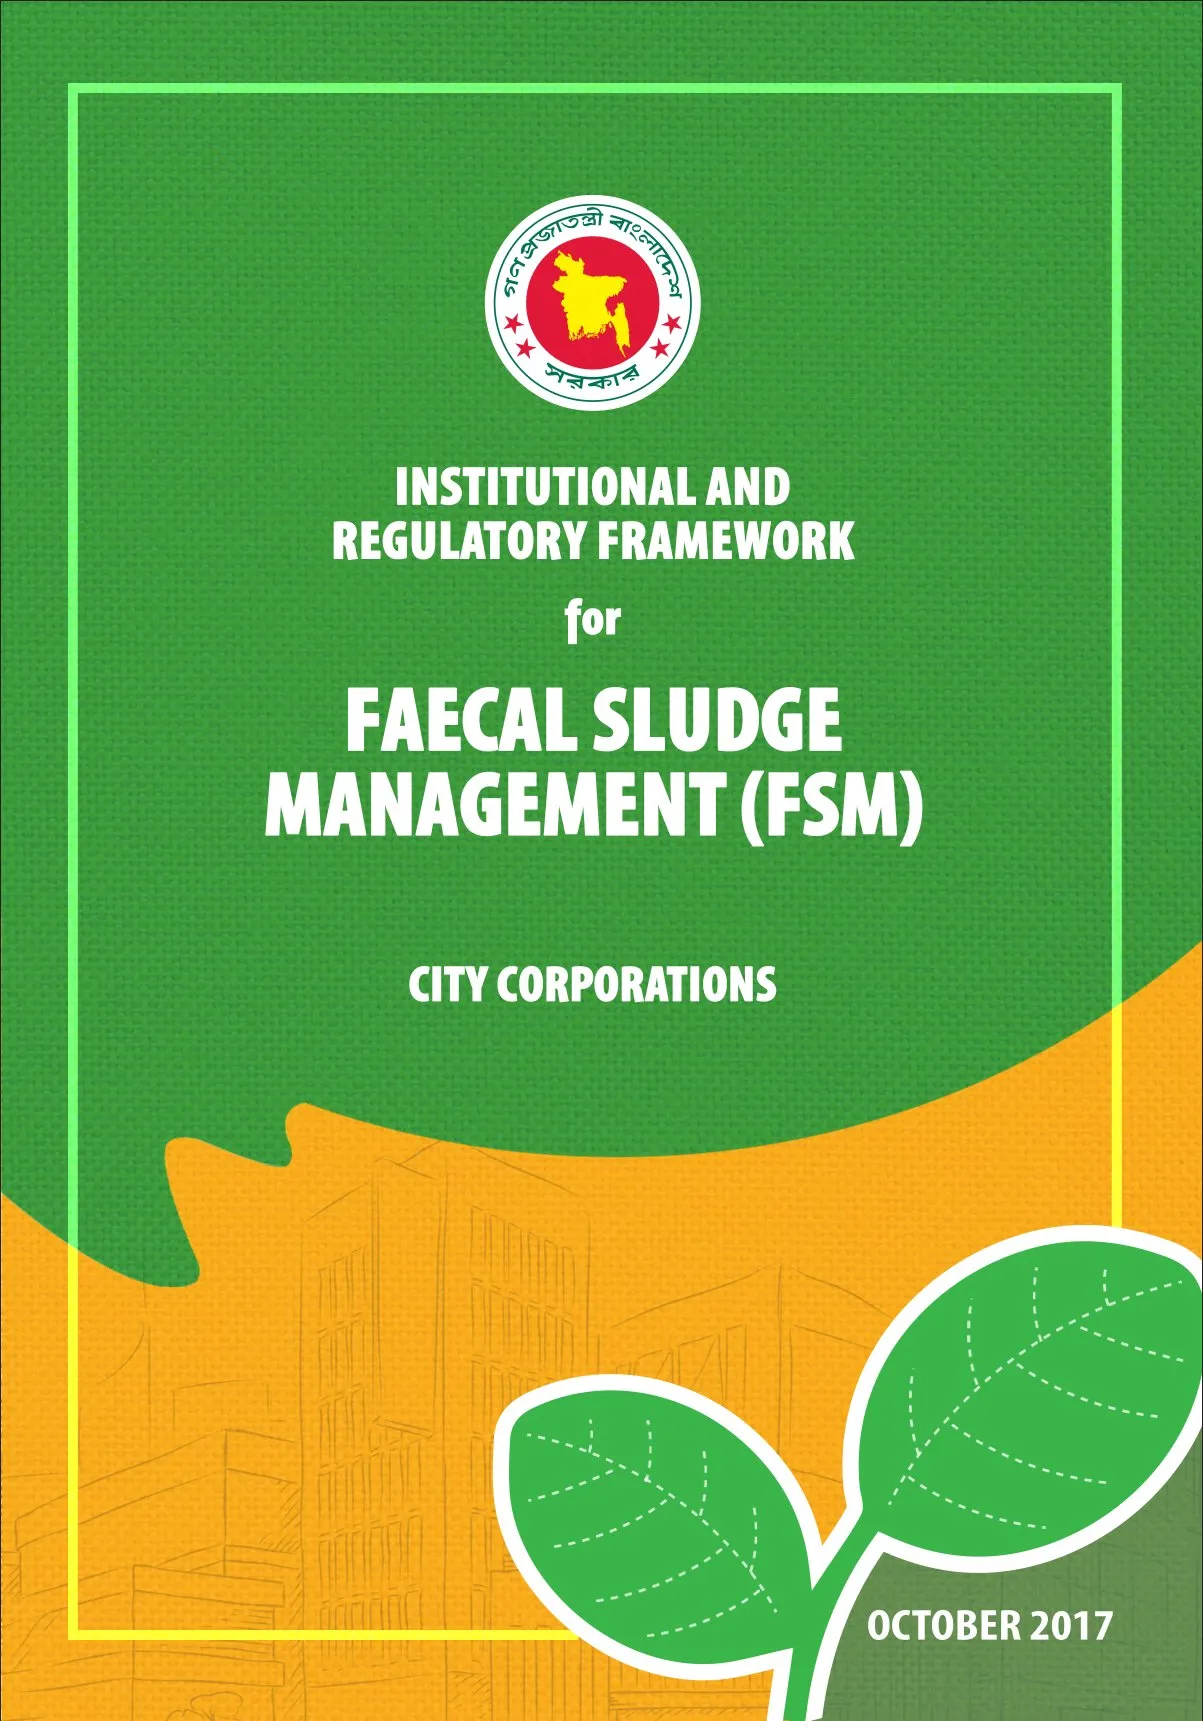 গণপ্রজাতন্ত্রী বাংলাদেশ
সরকার
INSTITUTIONAL AND
REGULATORY FRAMEWORK
for
FAECAL SLUDGE
MANAGEMENT (FSM)
CITY CORPORATIONS
OCTOBER 2017